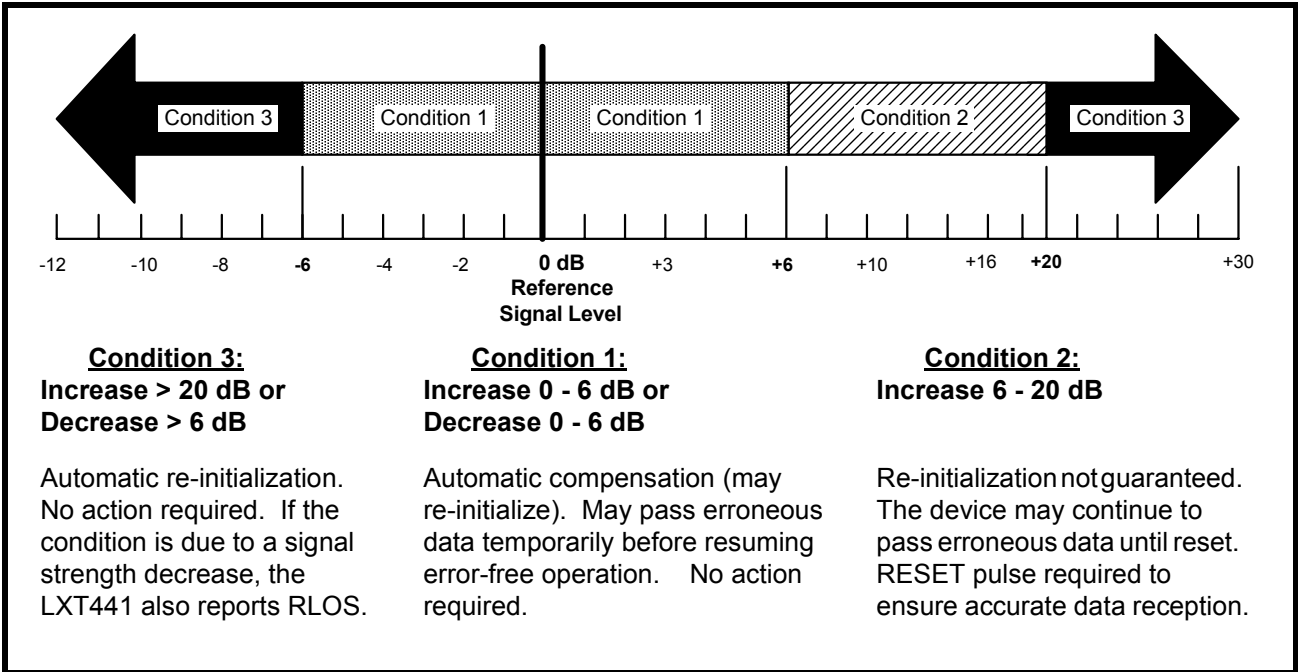 Condition 3 Condition 1 Condition 1 Condition 2 Condition 3
-12 -10 -8 -6 -4 -2 0 dB +3 +6 +10 +16 +20 +30
Reference
Signal Level
Condition 3:
Increase > 20 dB or
Decrease > 6 dB
Automatic re-initialization.
No action required. If the
condition is due to a signal
strength decrease, the
LXT441 also reports RLOS.
Condition 1:
Increase 0 - 6 dB or
Decrease 0 - 6 dB
Automatic compensation (may
re-initialize). May pass erroneous
data temporarily before resuming
error-free operation. No action
required.
Condition 2:
Increase 6 - 20 dB
Re-initialization not guaranteed.
The device may continue to
pass erroneous data until reset.
RESET pulse required to
ensure accurate data reception.